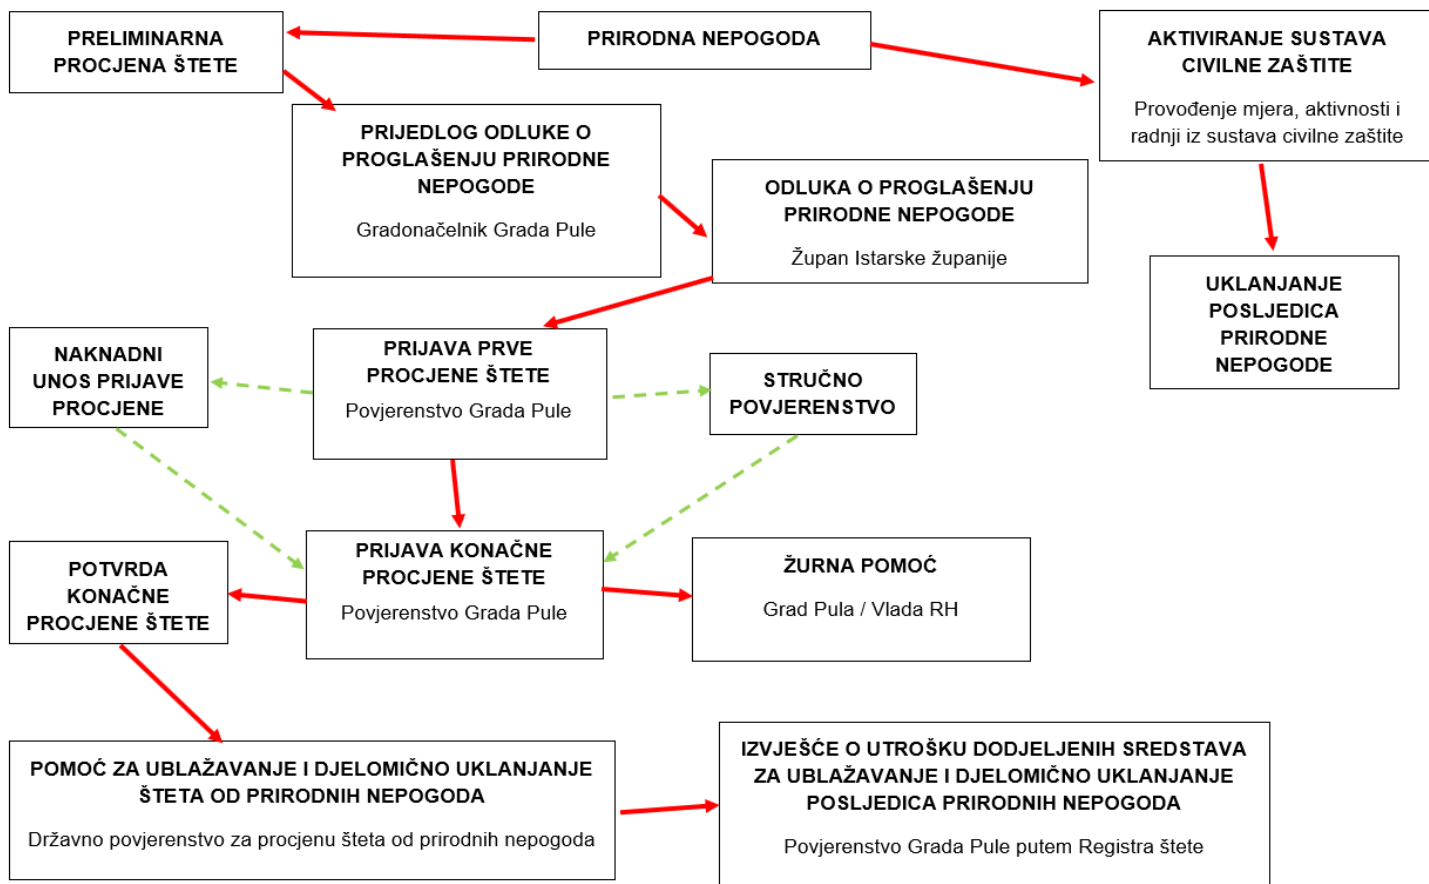 PRELIMINARNA
PROCJENA ŠTETE
PRIRODNA NEPOGODA
AKTIVIRANJE SUSTAVA
CIVILNE ZAŠTITE
Provođenje mjera, aktivnosti i
radnji iz sustava civilne zaštite
PRIJEDLOG ODLUKE O
PROGLAŠENJU PRIRODNE
NEPOGODE
Gradonačelnik Grada Pule
ODLUKA O PROGLAŠENJU
PRIRODNE NEPOGODE
Župan Istarske županije
UKLANJANJE
POSLJEDICA
PRIRODNE
NEPOGODE
NAKNADNI
UNOS PRIJAVE
PROCJENE
PRIJAVA PRVE
PROCJENE ŠTETE
Povjerenstvo Grada Pule
STRUČNO
POVJERENSTVO
POTVRDA
KONAČNE
PROCJENE ŠTETE
PRIJAVA KONAČNE
PROCJENE ŠTETE
Povjerenstvo Grada Pule
ŽURNA POMOĆ
Grad Pula / Vlada RH
POMOĆ ZA UBLAŽAVANJE I DJELOMIČNO UKLANJANJE
ŠTETA OD PRIRODNIH NEPOGODA
Državno povjerenstvo za procjenu šteta od prirodnih nepogoda
IZVJEŠĆE O UTROŠKU DODJELJENIH SREDSTAVA
ZA UBLAŽAVANJE I DJELOMIČNO UKLANJANJE
POSLJEDICA PRIRODNIH NEPOGODA
Povjerenstvo Grada Pule putem Registra štete